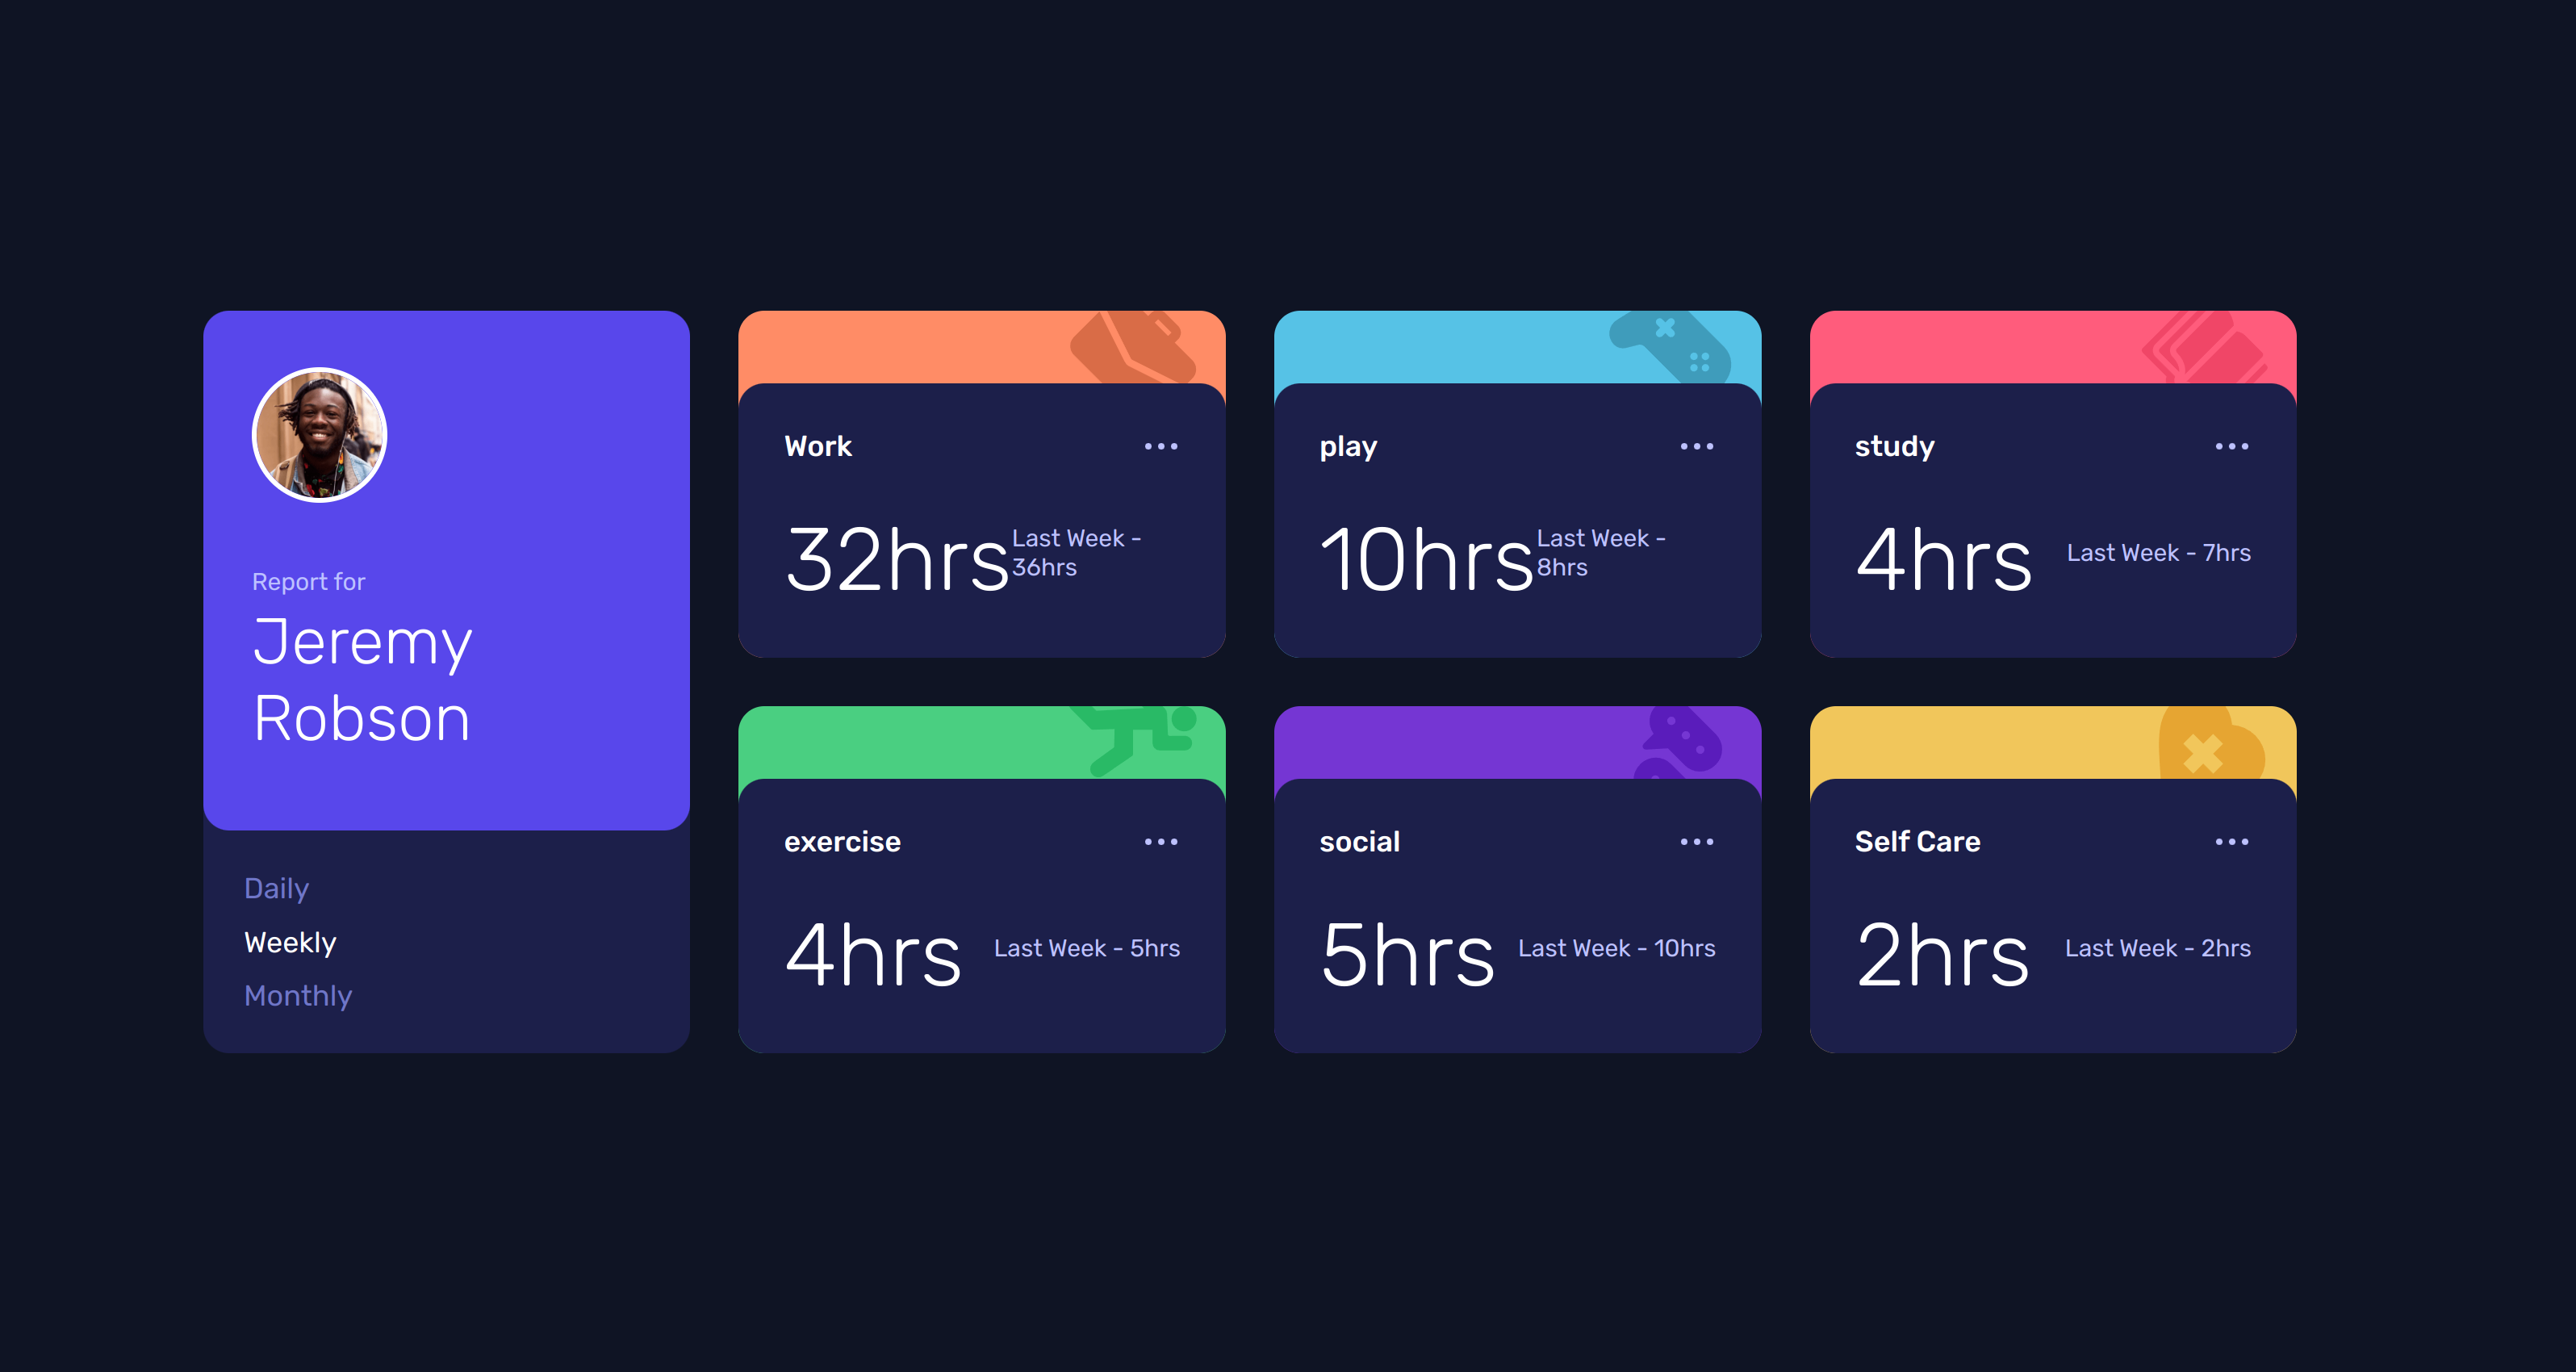 Report for
Jeremy
Robson
Daily
Weekly
Monthly
Work
32hrs
Last Week -
36hrs
play
10hrs
Last Week -
8hrs
study
4hrs
Last Week - 7hrs
exercise
4hrs
Last Week - 5hrs
social
5hrs
Last Week - 10hrs
Self Care
2hrs
Last Week - 2hrs